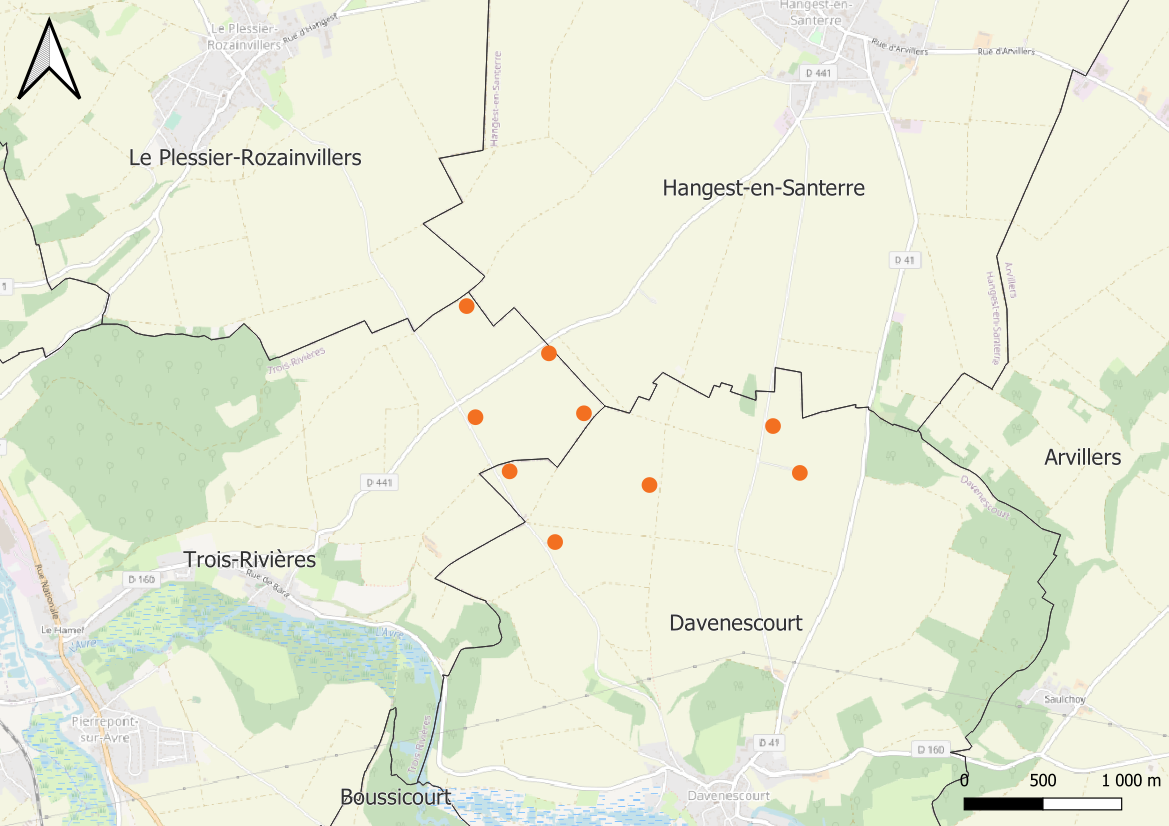 Le Plessier-
Rozainvillers
Rue d'Hangest
Hangest-en-
Santerre
Rue d'Arvillers
Rue d'Arvillers
D 441
Hangest-en-Santerre
Le Plessier-Rozainvillers
Hangest-en-Santerre
D 41
1
Arvillers
Hangest-en-Santerre
Trois-Rivières
Arvillers
D 441
Davenescourt
Trois-Rivières
D 160
Rue de Bara
Rue Nationale
Le Hamel
L'Avre
L'Avre
Davenescourt
Saulchoy
Pierrepont-
sur-Avre
Trois-Rivières
D 41
D 160
Davenescourt
Boussicourt
0 500 1 000 m